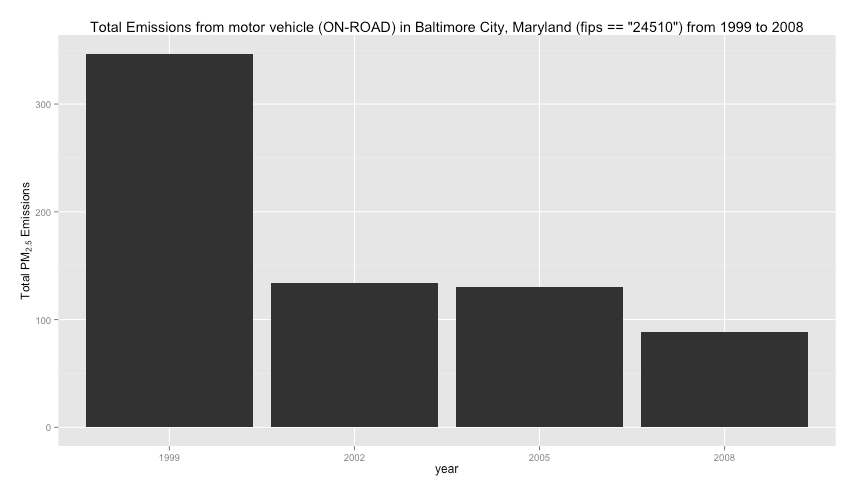 Total Emissions from motor vehicle (ON-ROAD) in Baltimore City, Maryland (fips == "24510") from 1999 to 2008
Total PM₂.₅ Emissions
300
200
100
0
1999 2002 2005 2008
year